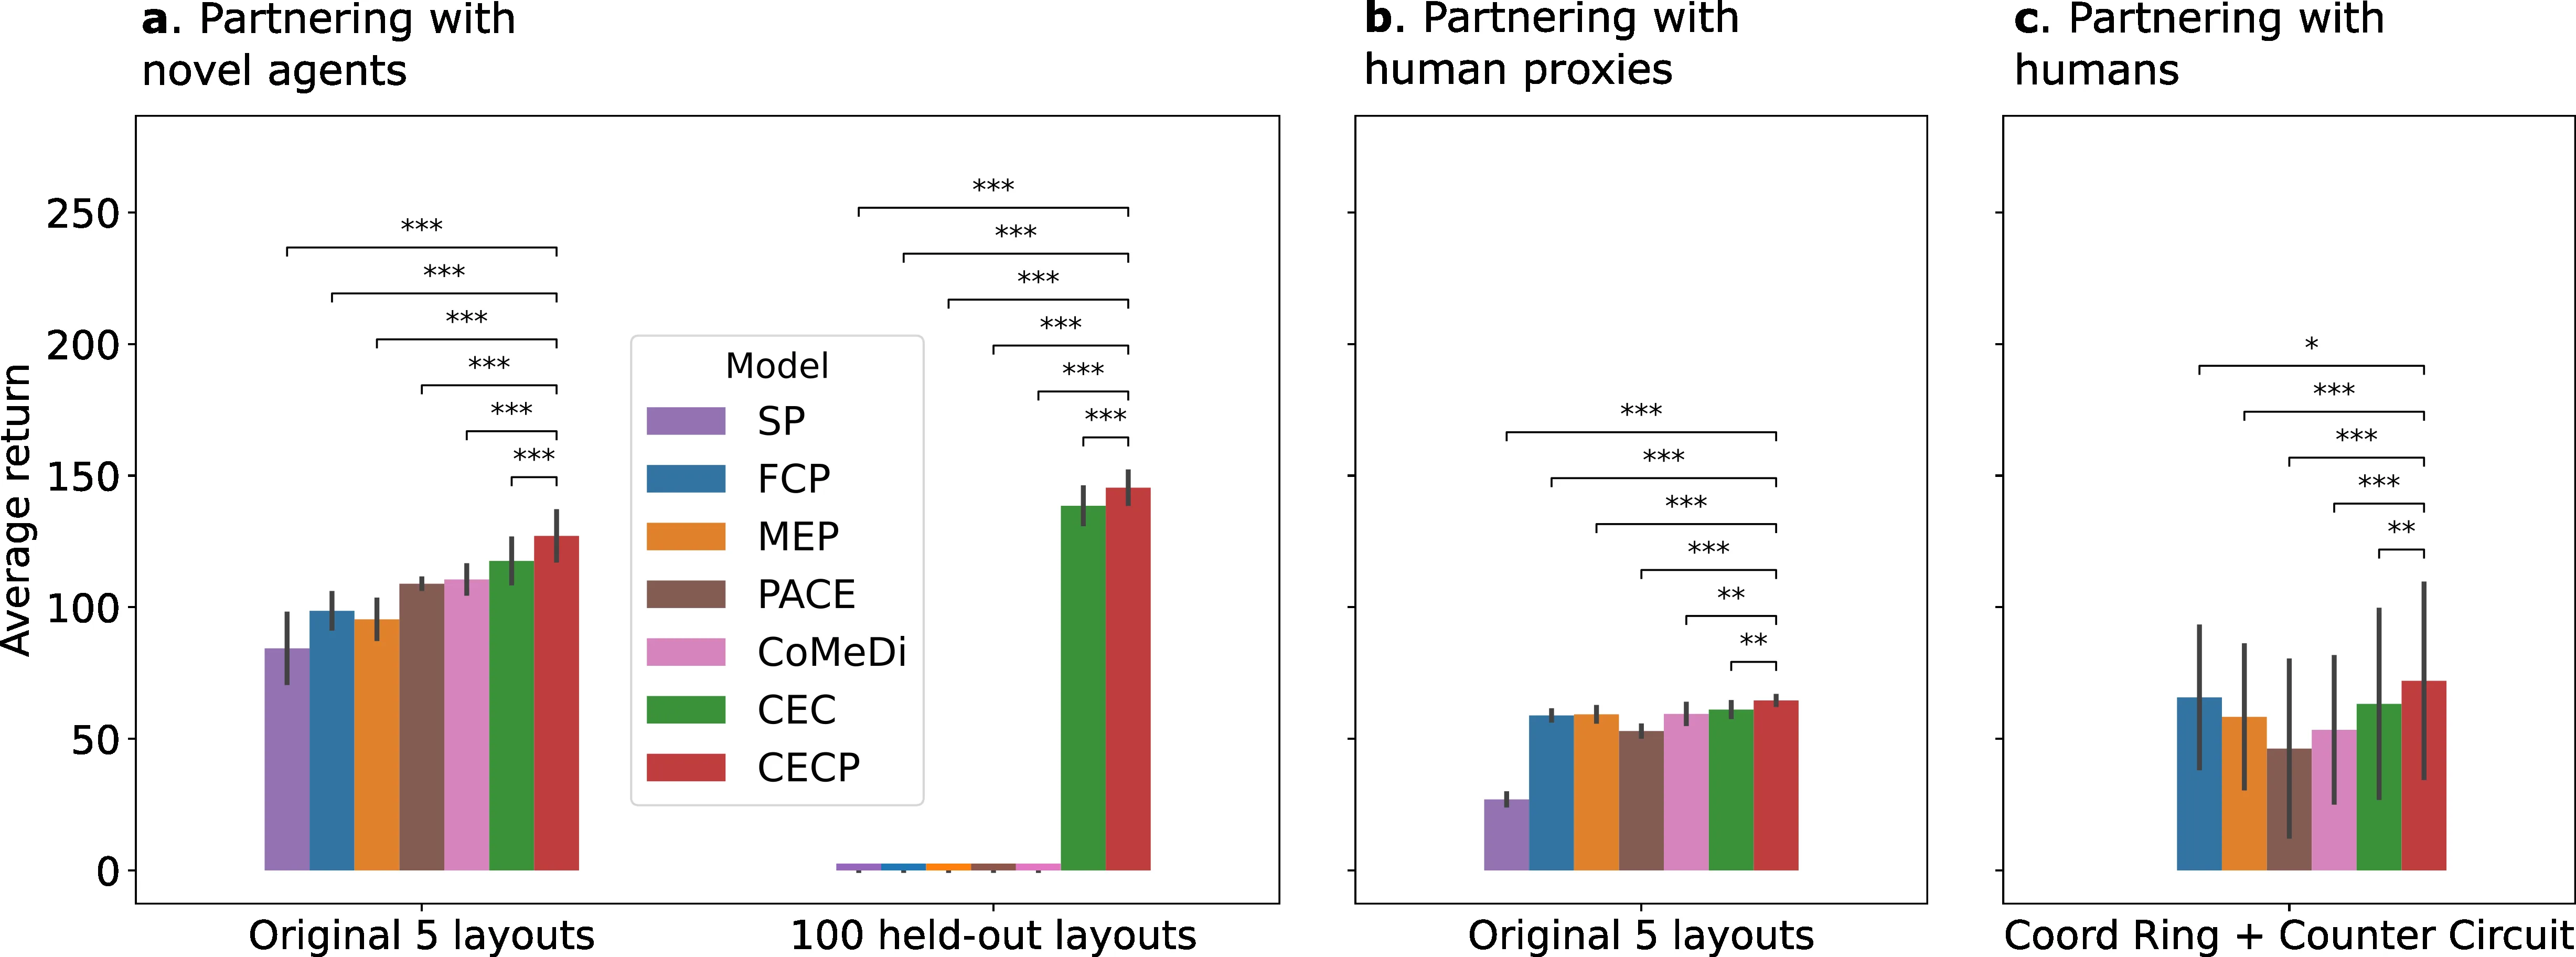 a. Partnering with
novel agents
b. Partnering with
human proxies
c. Partnering with
humans
Average return
250
200
150
100
50
0
***
***
***
***
***
***
Original 5 layouts
Model
SP
FCP
MEP
PACE
CoMeDi
CEC
CECP
***
***
***
***
***
***
100 held-out layouts
***
***
***
***
**
**
Original 5 layouts
*
***
***
***
**
Coord Ring + Counter Circuit